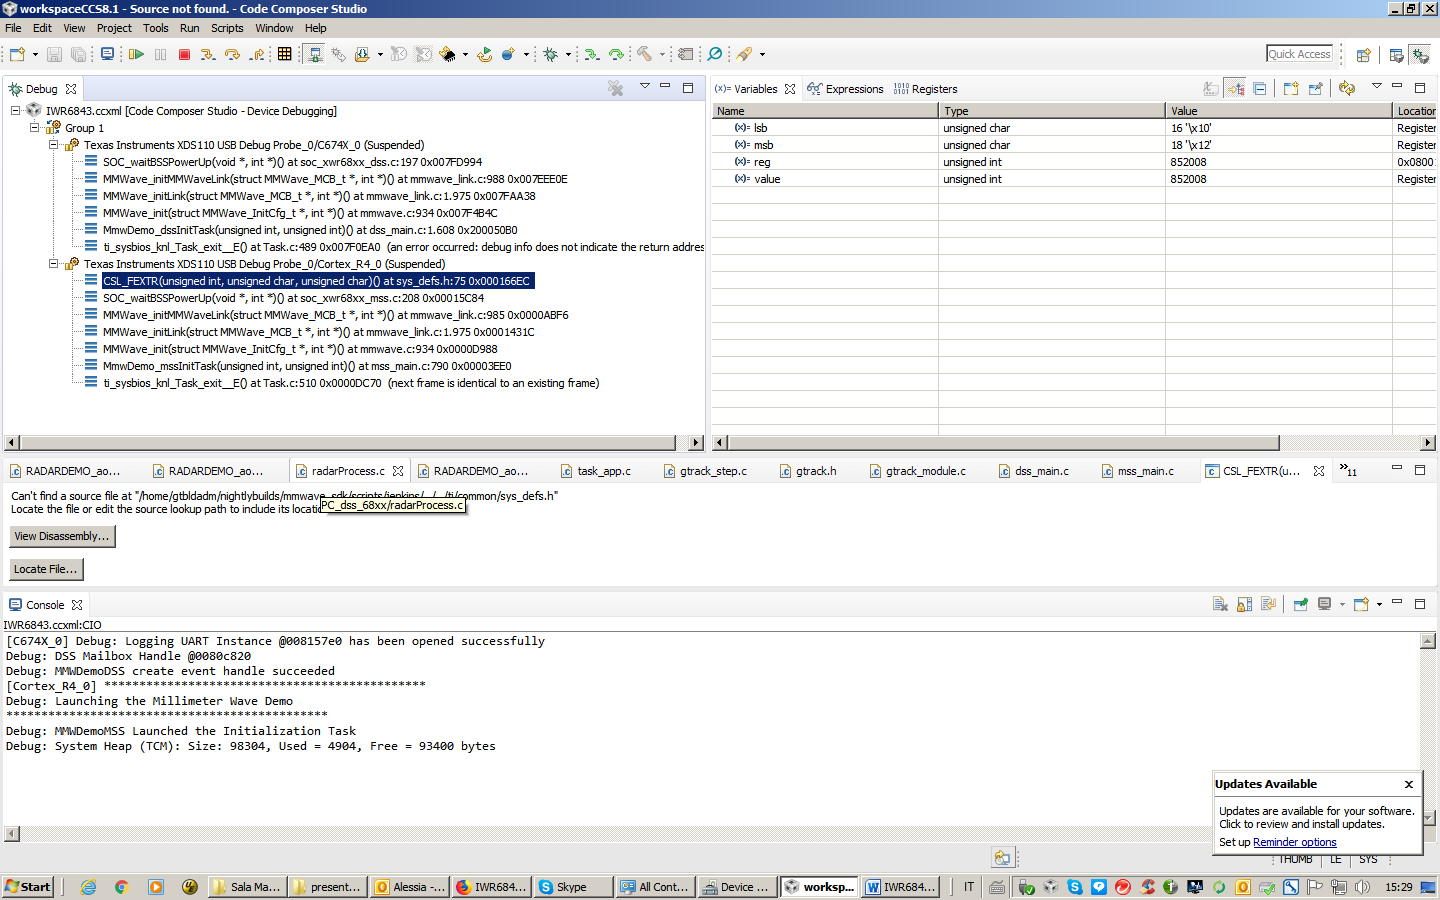 workspaceCCS8.1 - Source not found. - Code Composer Studio
File Edit View Project Tools Run Scripts Window Help
Quick Access
Debug
IWR6843.ccxml [Code Composer Studio - Device Debugging]
Group 1
Texas Instruments XDS110 USB Debug Probe_0/C674X_0 (Suspended)
SOC_waitBSSPowerUp(void *, int *)() at soc_xwr68xx_dss.c:197 0x007FD994
MMWave_initMMWaveLink(struct MMWave_MCB_t *, int *)() at mmwave_link.c:988 0x007EEE0E
MMWave_initLink(struct MMWave_MCB_t *, int *)() at mmwave_link.c:1.975 0x007FAA38
MMWave_init(struct MMWave_InitCfg_t *, int *)() at mmwave.c:934 0x007F4B4C
MmwDemo_dssInitTask(unsigned int, unsigned int)() at dss_main.c:1.608 0x200050B0
ti_sysbios_knl_Task_exit__E() at Task.c:489 0x007F0EA0 (an error occurred: debug info does not indicate the return addres
Texas Instruments XDS110 USB Debug Probe_0/Cortex_R4_0 (Suspended)
CSL_FEXTR(unsigned int, unsigned char, unsigned char)() at sys_defs.h:75 0x000166EC
SOC_waitBSSPowerUp(void *, int *)() at soc_xwr68xx_mss.c:208 0x00015C84
MMWave_initMMWaveLink(struct MMWave_MCB_t *, int *)() at mmwave_link.c:985 0x0000ABF6
MMWave_initLink(struct MMWave_MCB_t *, int *)() at mmwave_link.c:1.975 0x0001431C
MMWave_init(struct MMWave_InitCfg_t *, int *)() at mmwave.c:934 0x0000D988
MmwDemo_mssInitTask(unsigned int, unsigned int)() at mss_main.c:790 0x00003EE0
ti_sysbios_knl_Task_exit__E() at Task.c:510 0x0000DC70 (next frame is identical to an existing frame)
(x)= Variables Expressions 1010 0101 Registers
Name Type Value Location
(x)= lsb unsigned char 16 '\x10' Register
(x)= msb unsigned char 18 '\x12' Register
(x)= reg unsigned int 852008 0x0800
(x)= value unsigned int 852008 Register
RADARDEMO_ao... RADARDEMO_ao... radarProcess.c RADARDEMO_ao... task_app.c gtrack_step.c gtrack.h gtrack_module.c dss_main.c mss_main.c CSL_FEXTR(u... »11
Can't find a source file at "/home/gtbldadm/nightlybuilds/mmwave_sdk/scripts/jenkins/../../ti/common/sys_defs.h"
Locate the file or edit the source lookup path to include its locati
PC_dss_68xx/radarProcess.c
View Disassembly...
Locate File...
Console
IWR6843.ccxml:CIO
[C674X_0] Debug: Logging UART Instance @008157e0 has been opened successfully
Debug: DSS Mailbox Handle @0080c820
Debug: MMWDemoDSS create event handle succeeded
[Cortex_R4_0] **********************************************
Debug: Launching the Millimeter Wave Demo
**********************************************
Debug: MMWDemoMSS Launched the Initialization Task
Debug: System Heap (TCM): Size: 98304, Used = 4904, Free = 93400 bytes
Updates Available
Updates are available for your software.
Click to review and install updates.
Set up Reminder options
THUMB LE SYS
Start Sala Ma... present... Alessia -... IWR684... Skype All Cont... Device ... worksp... IWR684... IT 15:29